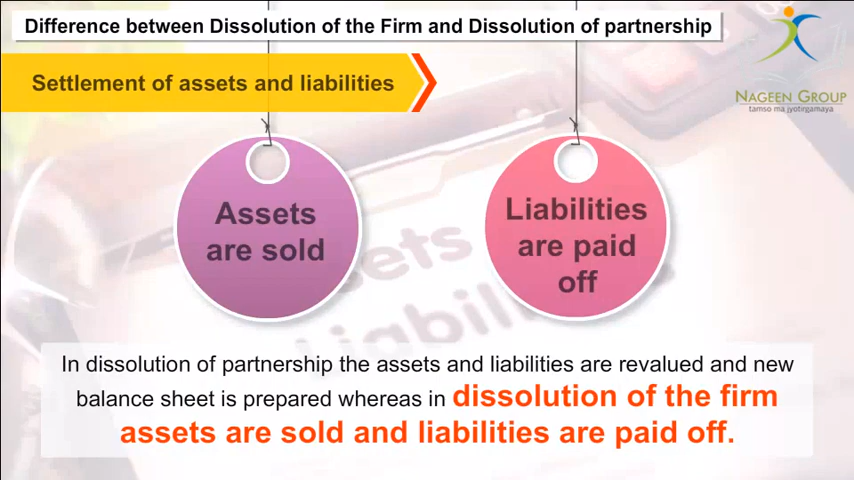 Difference between Dissolution of the Firm and Dissolution of partnership
NAGEEN GROUP
tamso ma jyotirgamaya
Settlement of assets and liabilities
Assets
are sold
Liabilities
are paid
off
In dissolution of partnership the assets and liabilities are revalued and new
balance sheet is prepared whereas in dissolution of the firm
assets are sold and liabilities are paid off.